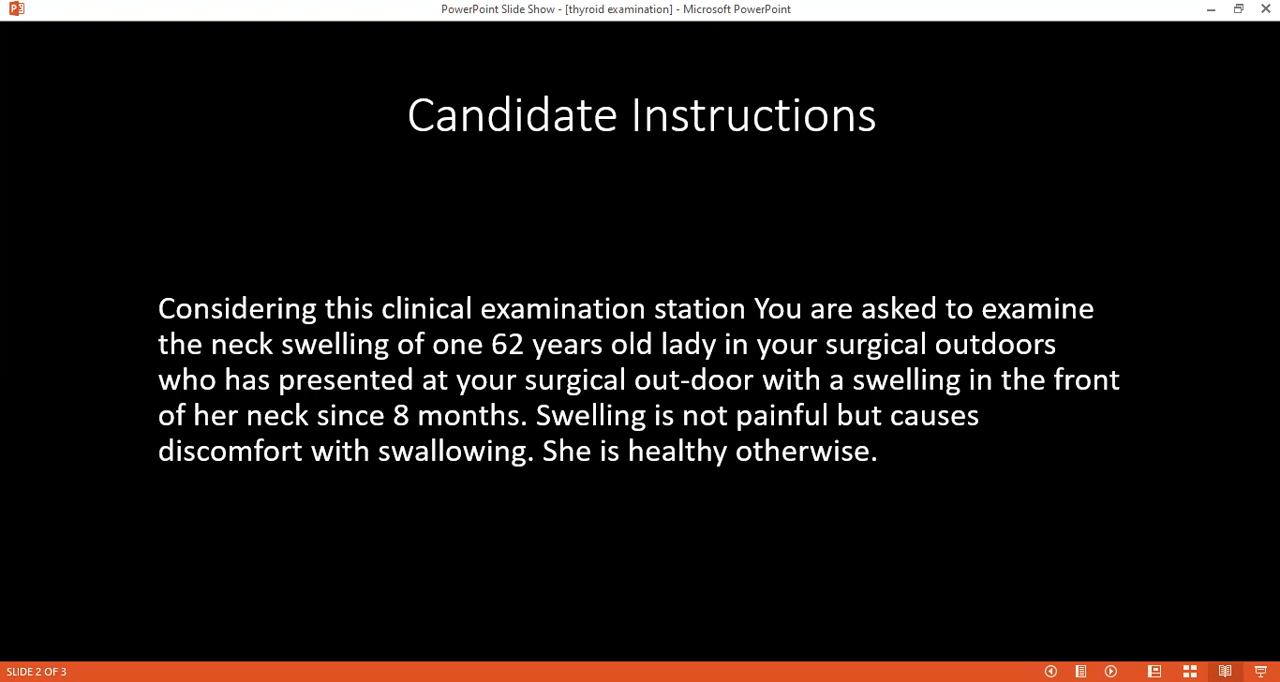 PowerPoint Slide Show - [thyroid examination] - Microsoft PowerPoint
Candidate Instructions
Considering this clinical examination station You are asked to examine
the neck swelling of one 62 years old lady in your surgical outdoors
who has presented at your surgical out-door with a swelling in the front
of her neck since 8 months. Swelling is not painful but causes
discomfort with swallowing. She is healthy otherwise.
SLIDE 2 OF 3